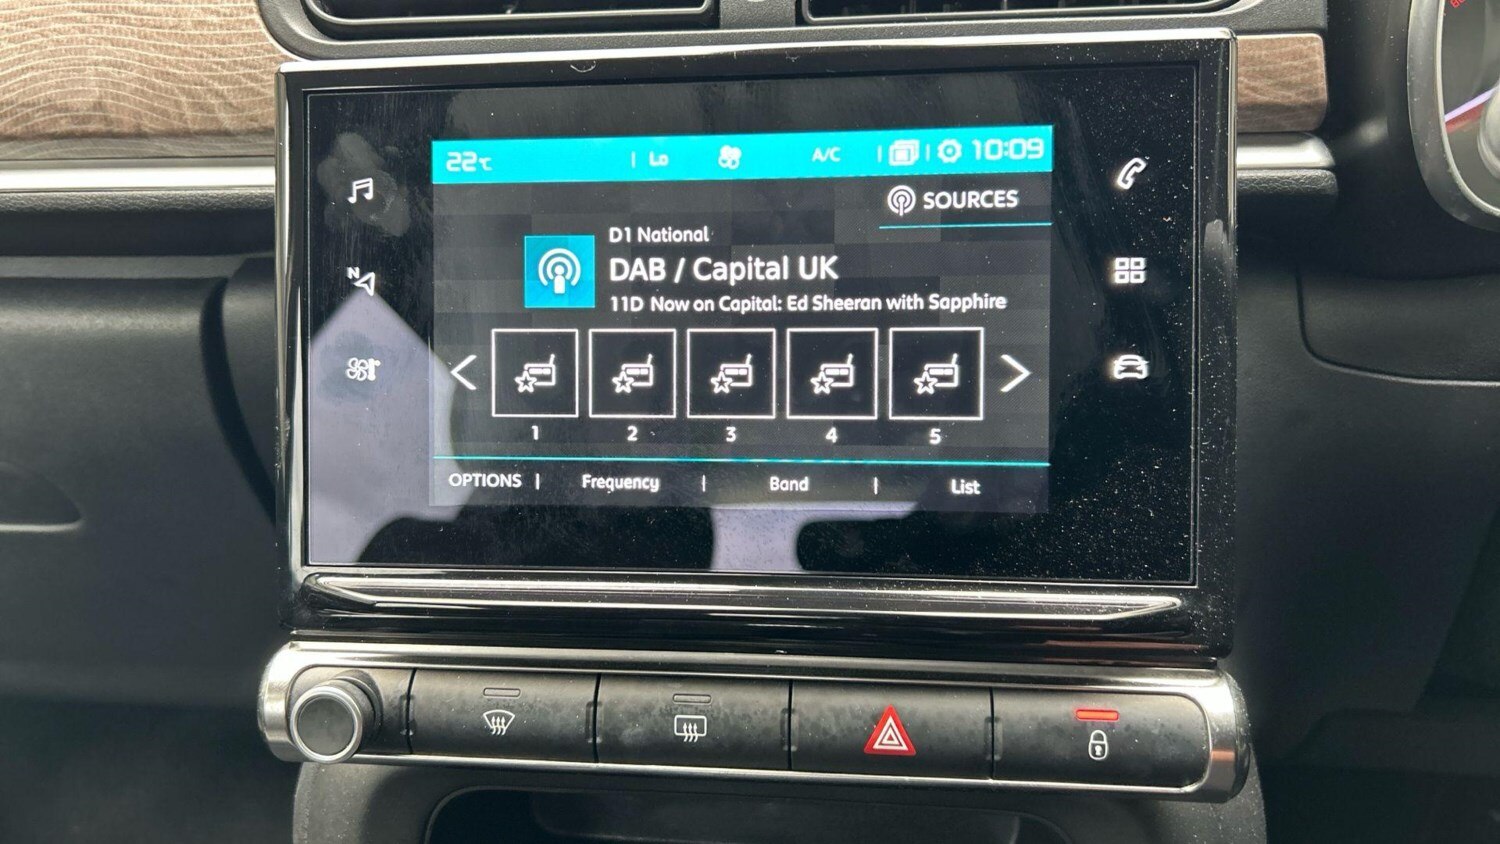 22°C | Lo A/C | | 10:09
SOURCES
D1 National
DAB / Capital UK
11D Now on Capital: Ed Sheeran with Sapphire
1 2 3 4 5
OPTIONS | Frequency | Band | List
N